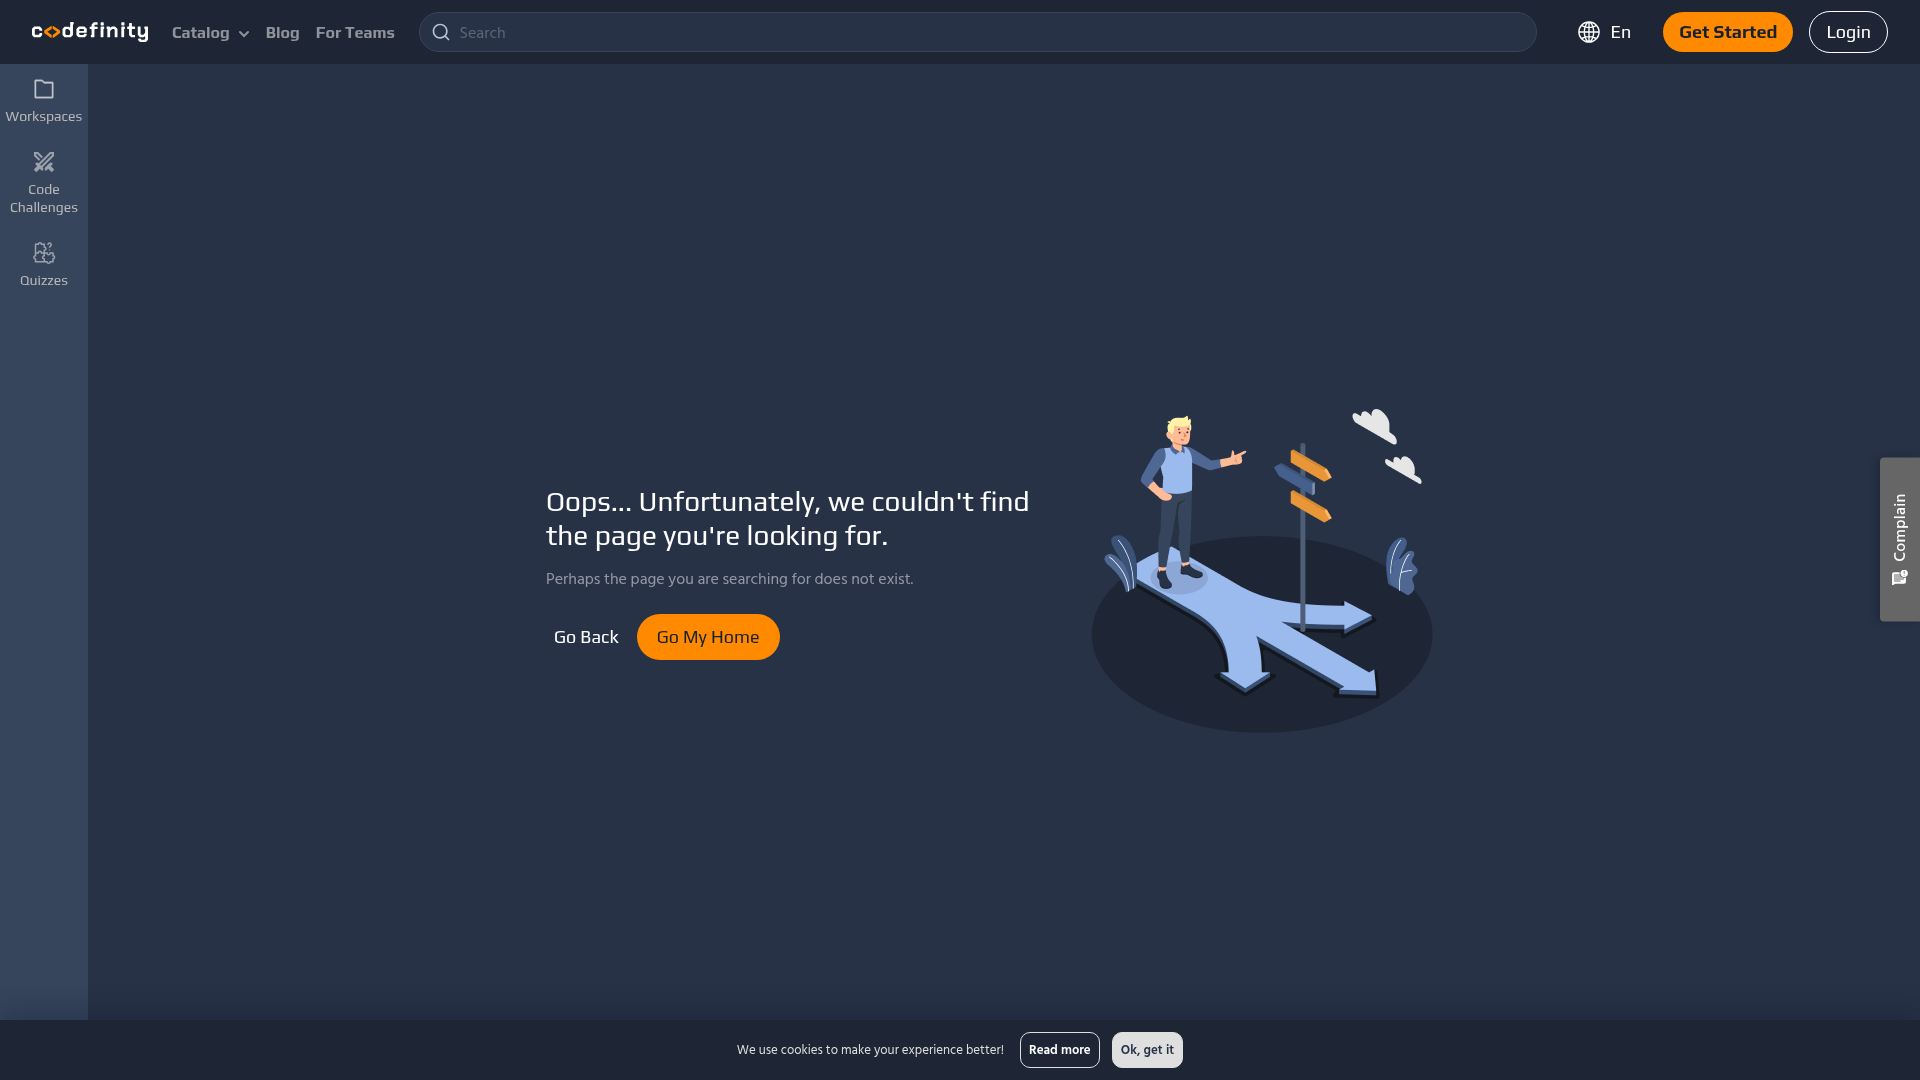 c<>definity
Catalog
Blog
For Teams
Search
En
Get Started
Login
Workspaces
Code
Challenges
Quizzes
Oops... Unfortunately, we couldn't find
the page you're looking for.
Perhaps the page you are searching for does not exist.
Go Back
Go My Home
Complain
We use cookies to make your experience better!
Read more
Ok, get it